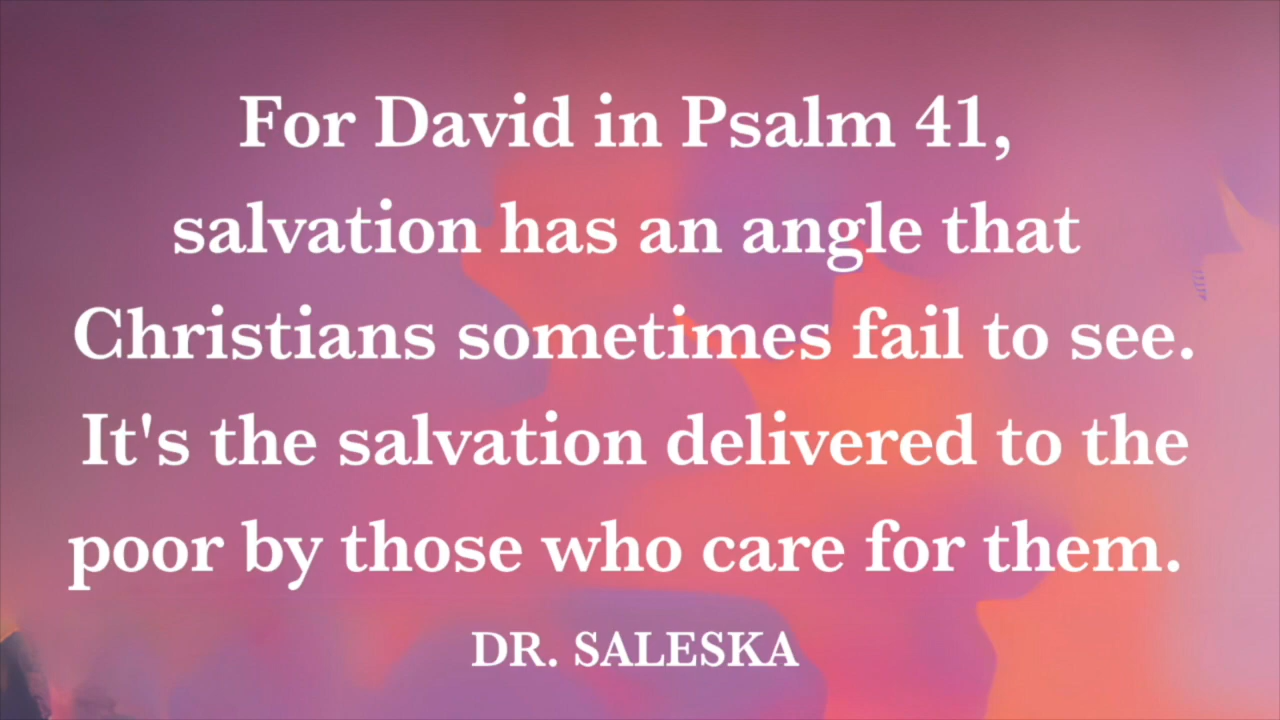 For David in Psalm 41,
salvation has an angle that
Christians sometimes fail to see.
It's the salvation delivered to the
poor by those who care for them.
DR. SALESKA